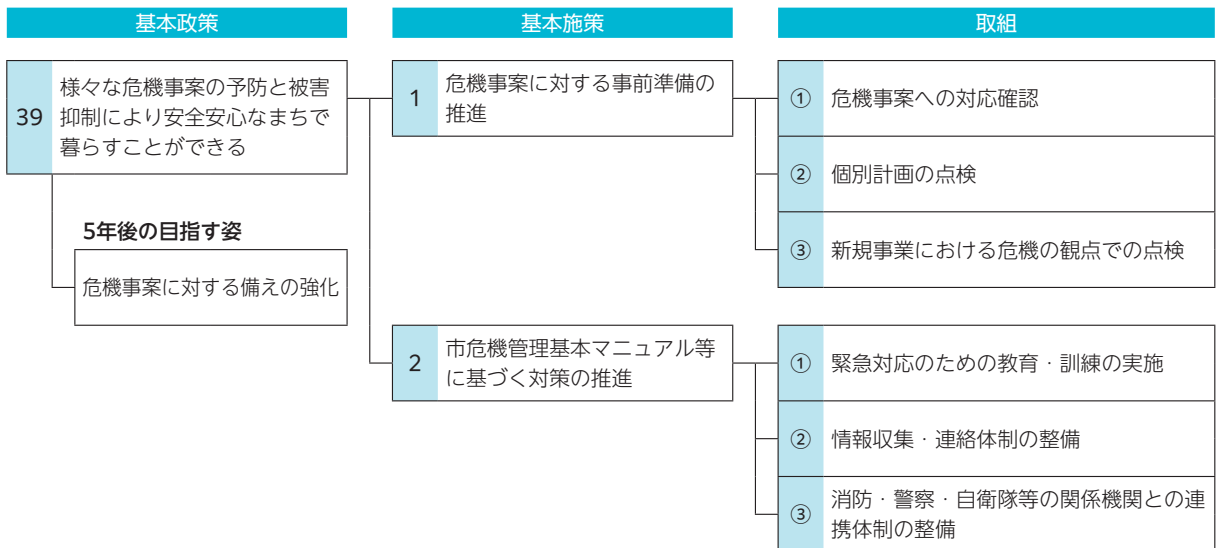 基本政策
基本施策
取組
39
様々な危機事案の予防と被害
抑制により安全安心なまちで
暮らすことができる
5年後の目指す姿
危機事案に対する備えの強化
1
危機事案に対する事前準備の
推進
①
危機事案への対応確認
②
個別計画の点検
③
新規事業における危機の観点での点検
2
市危機管理基本マニュアル等
に基づく対策の推進
①
緊急対応のための教育・訓練の実施
②
情報収集・連絡体制の整備
③
消防・警察・自衛隊等の関係機関との連
携体制の整備